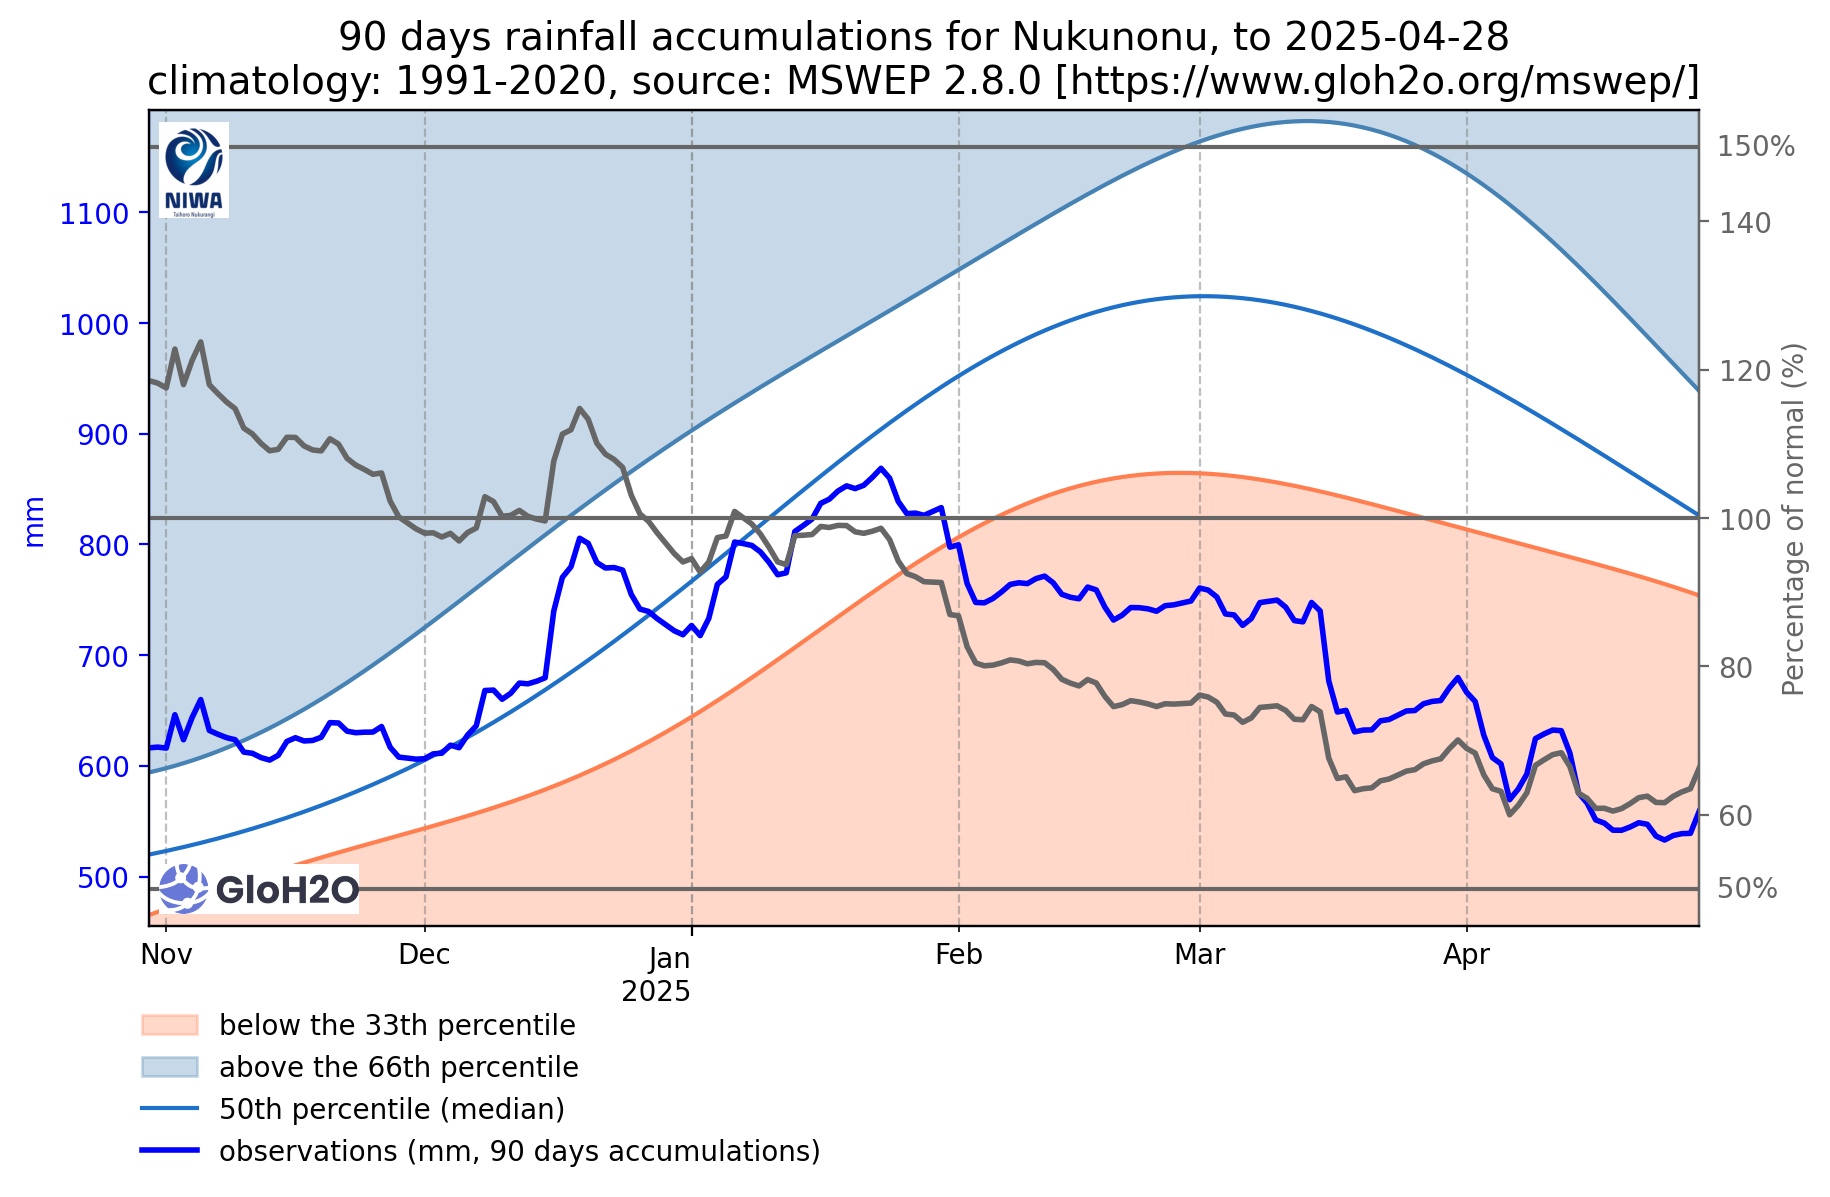 90 days rainfall accumulations for Nukunonu, to 2025-04-28
climatology: 1991-2020, source: MSWEP 2.8.0 [https://www.gloh2o.org/mswep/]
NIWA
Taihoro Nukurangi
1100
1000
900
800
700
600
500
mm
150%
140
120
100
80
60
50%
Percentage of normal (%)
GloH2O
Nov
Dec
Jan
2025
Feb
Mar
Apr
below the 33th percentile
above the 66th percentile
50th percentile (median)
observations (mm, 90 days accumulations)